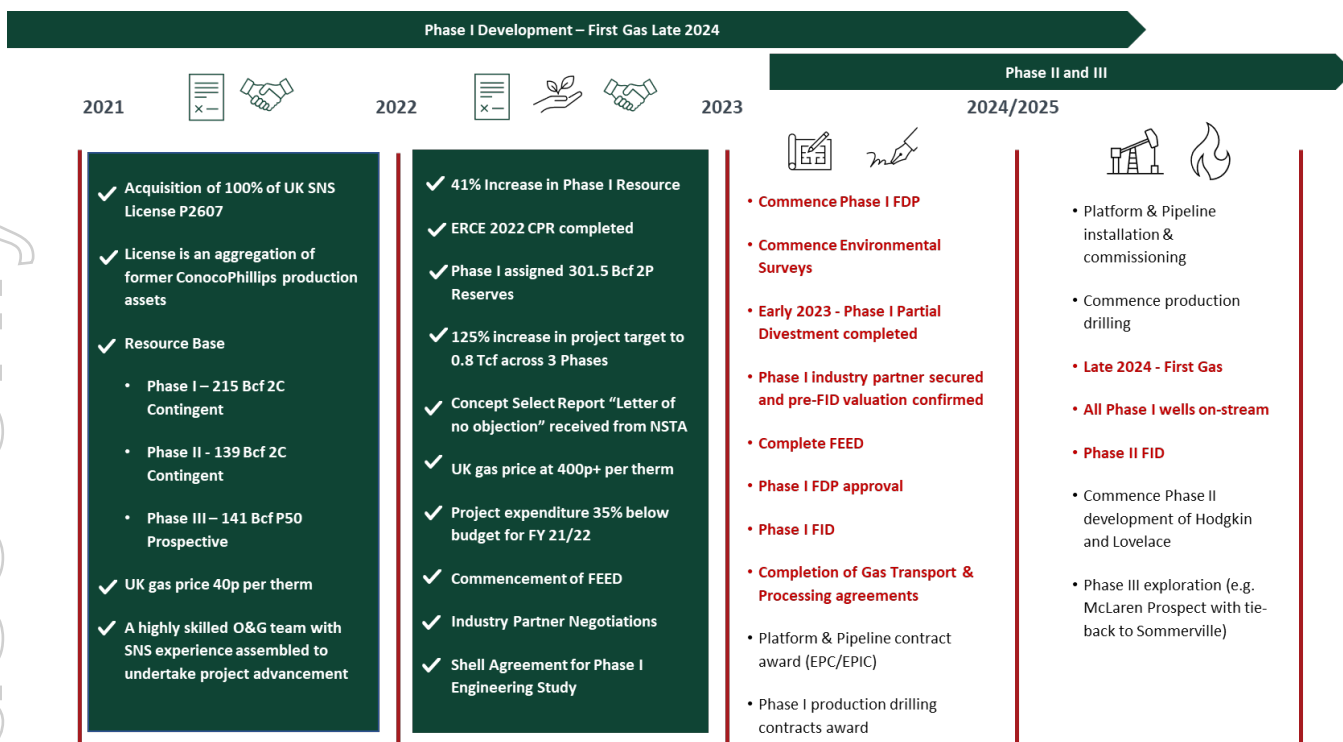 Phase I Development – First Gas Late 2024
Phase II and III
2021
2022
2023
2024/2025
Acquisition of 100% of UK SNS
License P2607
License is an aggregation of
former ConocoPhillips production
assets
Resource Base
• Phase I – 215 Bcf 2C
Contingent
• Phase II - 139 Bcf 2C
Contingent
• Phase III – 141 Bcf P50
Prospective
UK gas price 40p per therm
A highly skilled O&G team with
SNS experience assembled to
undertake project advancement
41% Increase in Phase I Resource
ERCE 2022 CPR completed
Phase I assigned 301.5 Bcf 2P
Reserves
125% increase in project target to
0.8 Tcf across 3 Phases
Concept Select Report “Letter of
no objection” received from NSTA
UK gas price at 400p+ per therm
Project expenditure 35% below
budget for FY 21/22
Commencement of FEED
Industry Partner Negotiations
Shell Agreement for Phase I
Engineering Study
• Commence Phase I FDP
• Commence Environmental
Surveys
• Early 2023 - Phase I Partial
Divestment completed
• Phase I industry partner secured
and pre-FID valuation confirmed
• Complete FEED
• Phase I FDP approval
• Phase I FID
• Completion of Gas Transport &
Processing agreements
• Platform & Pipeline contract
award (EPC/EPIC)
• Phase I production drilling
contracts award
• Platform & Pipeline
installation &
commissioning
• Commence production
drilling
• Late 2024 - First Gas
• All Phase I wells on-stream
• Phase II FID
• Commence Phase II
development of Hodgkin
and Lovelace
• Phase III exploration (e.g.
McLaren Prospect with tie-
back to Sommerville)